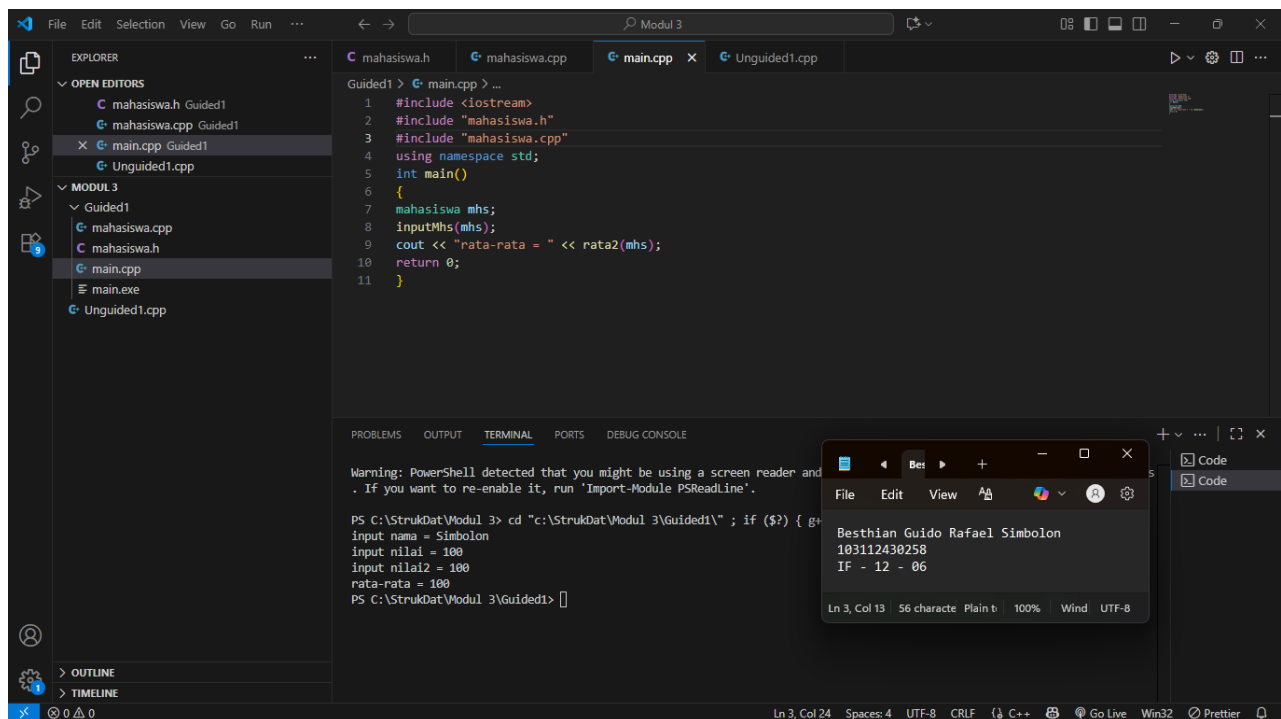 File Edit Selection View Go Run ··· Modul 3
EXPLORER
OPEN EDITORS
mahasiswa.h Guided1
mahasiswa.cpp Guided1
main.cpp Guided1
Unguided1.cpp
MODUL 3
Guided1
mahasiswa.cpp
mahasiswa.h
main.cpp
main.exe
Unguided1.cpp
OUTLINE
TIMELINE
mahasiswa.h mahasiswa.cpp main.cpp Unguided1.cpp
Guided1 > main.cpp > ...
1 #include <iostream>
2 #include "mahasiswa.h"
3 #include "mahasiswa.cpp"
4 using namespace std;
5 int main()
6 {
7 mahasiswa mhs;
8 inputMhs(mhs);
9 cout << "rata-rata = " << rata2(mhs);
10 return 0;
11 }
PROBLEMS OUTPUT TERMINAL PORTS DEBUG CONSOLE
Warning: PowerShell detected that you might be using a screen reader and
. If you want to re-enable it, run 'Import-Module PSReadLine'.
PS C:\StrukDat\Modul 3> cd "c:\StrukDat\Modul 3\Guided1\" ; if ($?) { g+
input nama = Simbolon
input nilai = 100
input nilai2 = 100
rata-rata = 100
PS C:\StrukDat\Modul 3\Guided1>
Code
Code
Bes
File Edit View
Besthian Guido Rafael Simbolon
103112430258
IF - 12 - 06
Ln 3, Col 13 56 characte Plain t 100% Wind UTF-8
0 0 Ln 3, Col 24 Spaces: 4 UTF-8 CRLF C++ Go Live Win32 Prettier